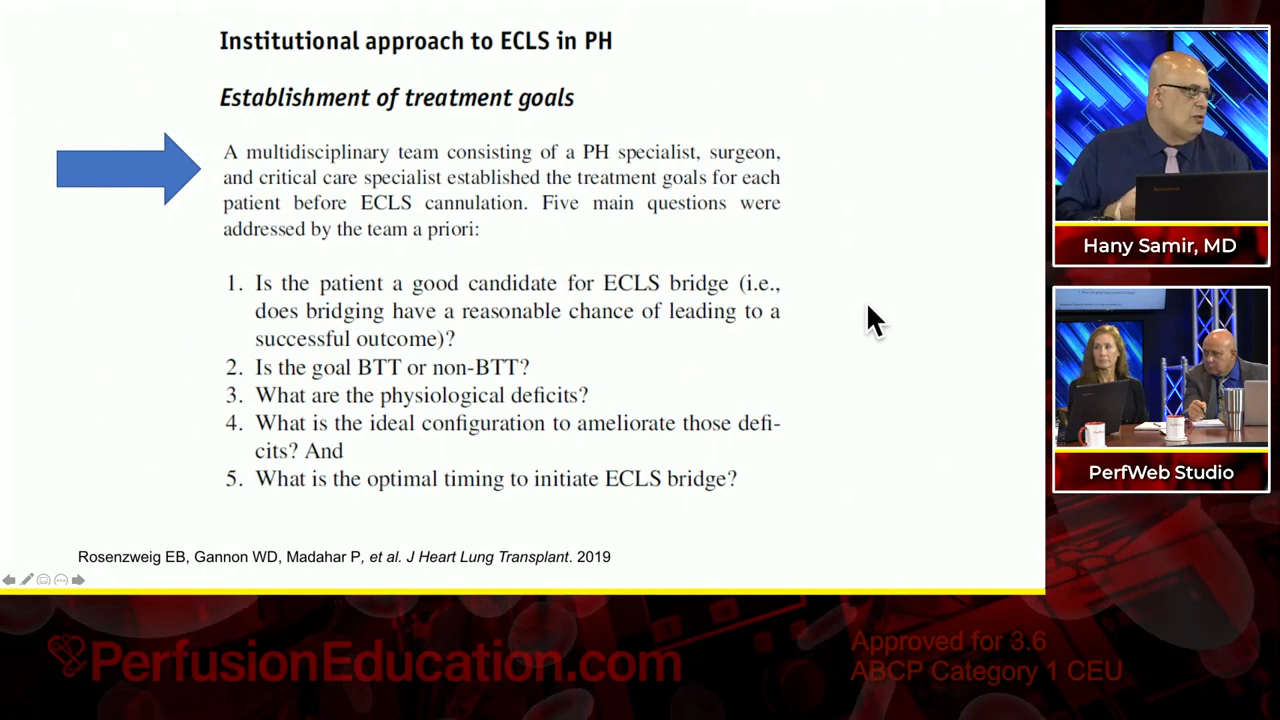 Institutional approach to ECLS in PH
Establishment of treatment goals
A multidisciplinary team consisting of a PH specialist, surgeon,
and critical care specialist established the treatment goals for each
patient before ECLS cannulation. Five main questions were
addressed by the team a priori:
1. Is the patient a good candidate for ECLS bridge (i.e.,
does bridging have a reasonable chance of leading to a
successful outcome)?
2. Is the goal BTT or non-BTT?
3. What are the physiological deficits?
4. What is the ideal configuration to ameliorate those defi-
cits? And
5. What is the optimal timing to initiate ECLS bridge?
Rosenzweig EB, Gannon WD, Madahar P, et al. J Heart Lung Transplant. 2019
Hany Samir, MD
PerfWeb Studio
PerfusionEducation.com
Approved for 3.6
ABCP Category 1 CEU